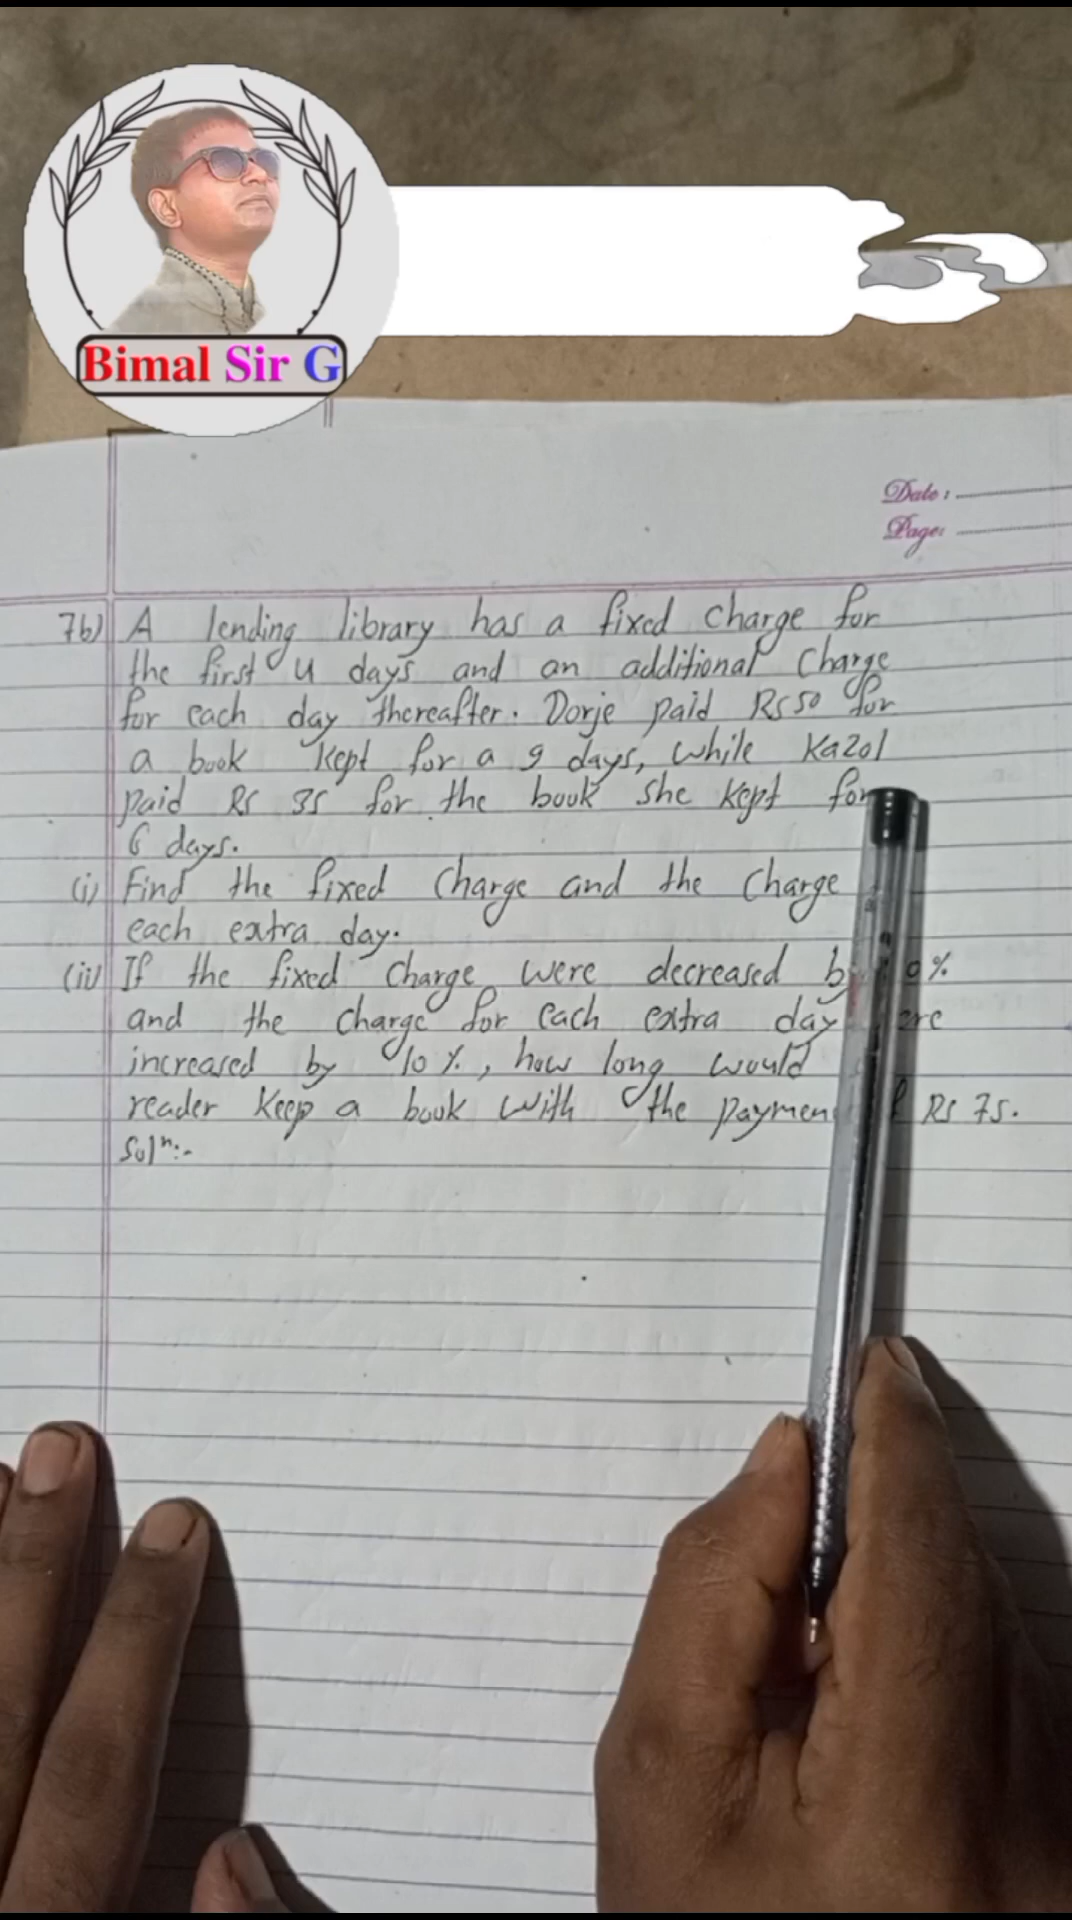 Bimal Sir G
Date:
Page:
7b) A lending library has a fixed charge for
the first 4 days and an additional charge
for each day thereafter. Dorje paid Rs 50 for
a book kept for a 9 days, while Kazol
paid Rs 35 for the book she kept for
6 days.
(i) Find the fixed charge and the charge
each extra day.
(ii) If the fixed charge were decreased %
and the charge for each extra day
increased by 10%, how long would
reader keep a book with the Rs 75.
Solⁿ:-